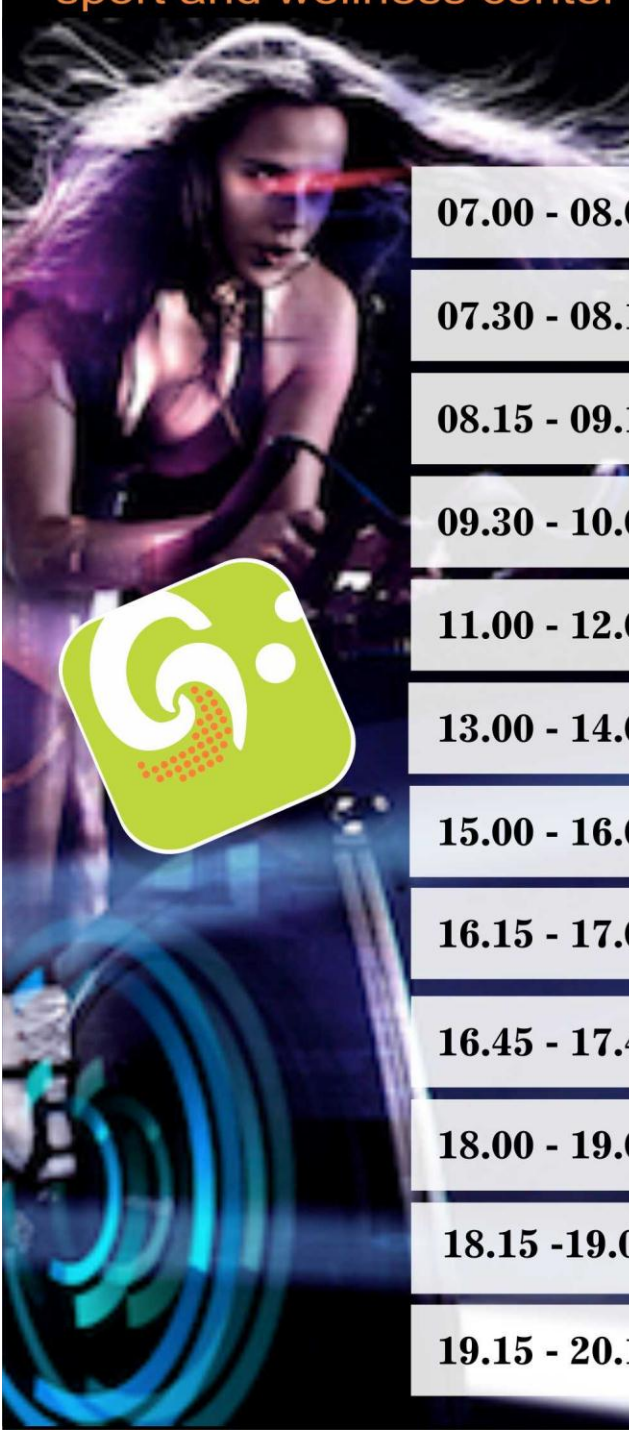 sport and wellness center
07.00 - 08.
07.30 - 08.
08.15 - 09.
09.30 - 10.
11.00 - 12.
13.00 - 14.
15.00 - 16.
16.15 - 17.
16.45 - 17.
18.00 - 19.
18.15 -19.
19.15 - 20.